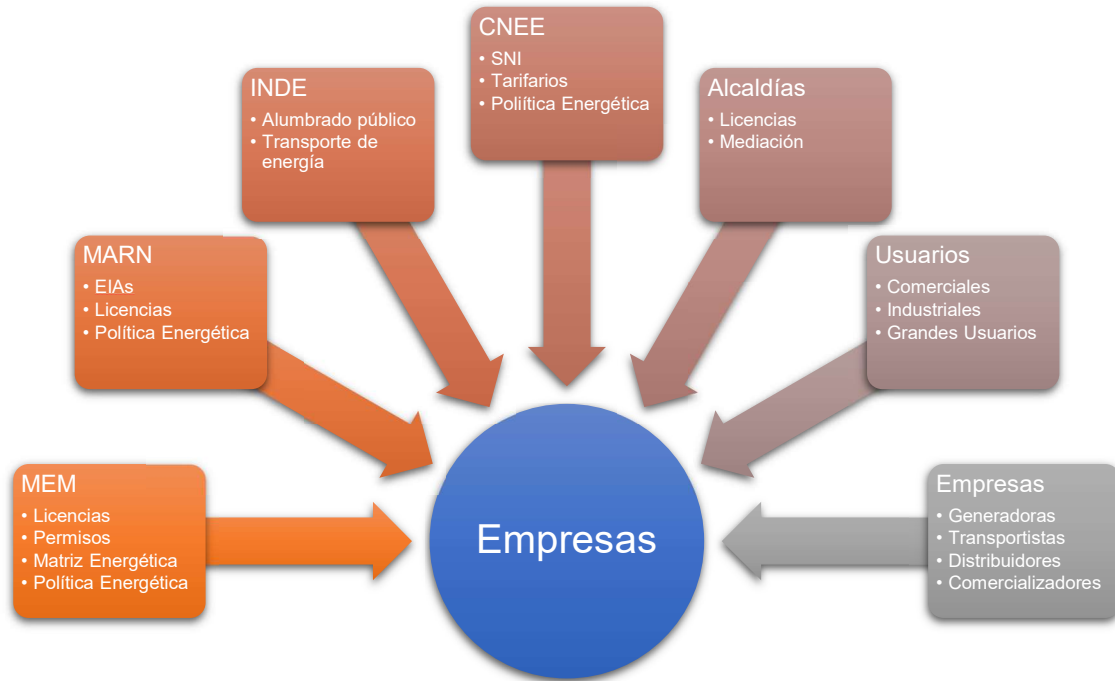 CNEE
• SNI
• Tarifarios
• Poliítica Energética
INDE
• Alumbrado público
• Transporte de
energía
Alcaldías
• Licencias
• Mediación
MARN
• EIAs
• Licencias
• Política Energética
Usuarios
• Comerciales
• Industriales
• Grandes Usuarios
MEM
• Licencias
• Permisos
• Matriz Energética
• Política Energética
Empresas
Empresas
• Generadoras
• Transportistas
• Distribuidores
• Comercializadores